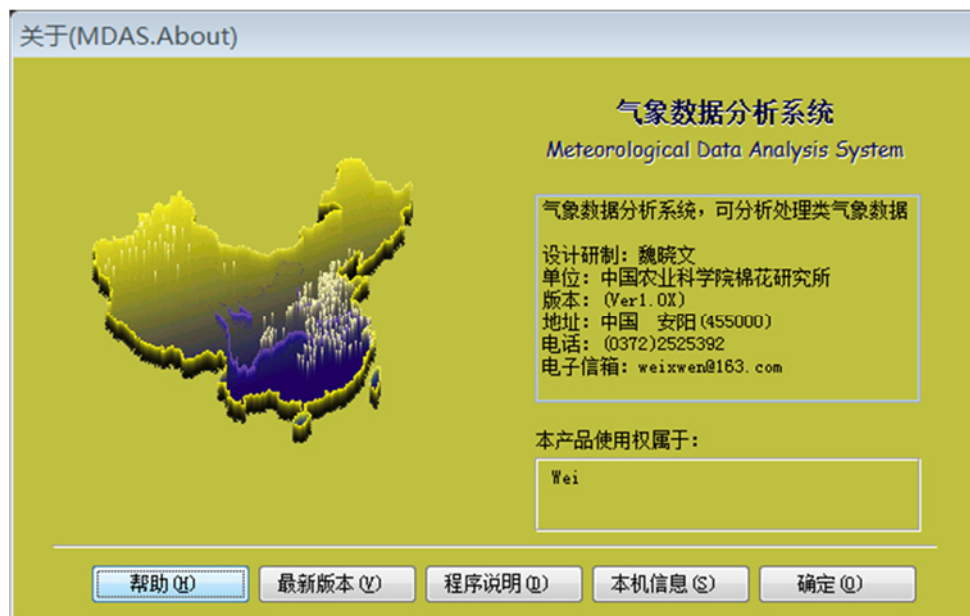 关于(MDAS.About)
气象数据分析系统
Meteorological Data Analysis System
气象数据分析系统，可分析处理类气象数据
设计研制：魏晓文
单位：中国农业科学院棉花研究所
版本：(Ver1.0X)
地址：中国 安阳(455000)
电话：(0372)2525392
电子信箱：weixwen@163.com
本产品使用权属于：
Wei
帮助(H)
最新版本(V)
程序说明(D)
本机信息(S)
确定(O)